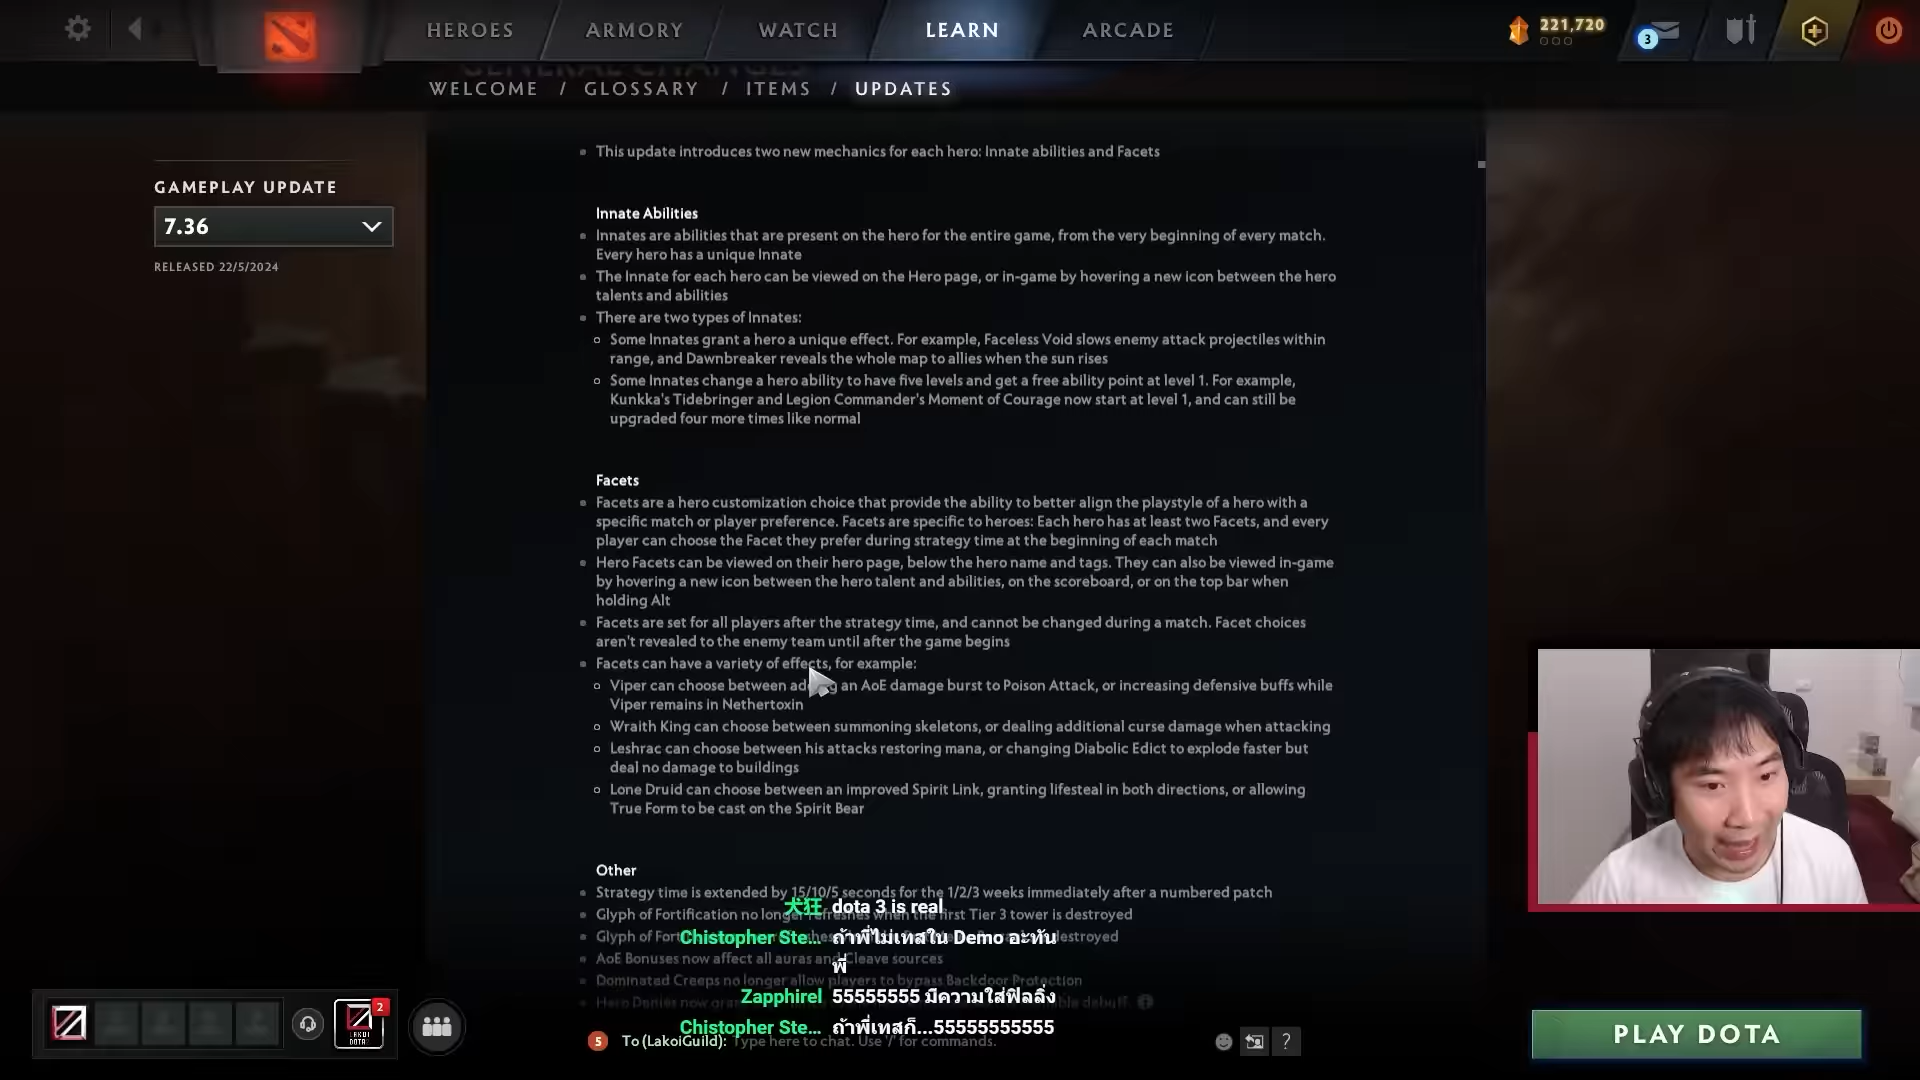 HEROES
ARMORY
WATCH
LEARN
ARCADE
221,720
3
GENERAL CHANGES
WELCOME / GLOSSARY / ITEMS / UPDATES
GAMEPLAY UPDATE
7.36
RELEASED 22/5/2024
This update introduces two new mechanics for each hero: Innate abilities and Facets
Innate Abilities
Innates are abilities that are present on the hero for the entire game, from the very beginning of every match.
Every hero has a unique Innate
The Innate for each hero can be viewed on the Hero page, or in-game by hovering a new icon between the hero
talents and abilities
There are two types of Innates:
Some Innates grant a hero a unique effect. For example, Faceless Void slows enemy attack projectiles within
range, and Dawnbreaker reveals the whole map to allies when the sun rises
Some Innates change a hero ability to have five levels and get a free ability point at level 1. For example,
Kunkka's Tidebringer and Legion Commander's Moment of Courage now start at level 1, and can still be
upgraded four more times like normal
Facets
Facets are a hero customization choice that provide the ability to better align the playstyle of a hero with a
specific match or player preference. Facets are specific to heroes: Each hero has at least two Facets, and every
player can choose the Facet they prefer during strategy time at the beginning of each match
Hero Facets can be viewed on their hero page, below the hero name and tags. They can also be viewed in-game
by hovering a new icon between the hero talent and abilities, on the scoreboard, or on the top bar when
holding Alt
Facets are set for all players after the strategy time, and cannot be changed during a match. Facet choices
aren't revealed to the enemy team until after the game begins
Facets can have a variety of effects, for example:
Viper can choose between an AoE damage burst to Poison Attack, or increasing defensive buffs while
Viper remains in Nethertoxin
Wraith King can choose between summoning skeletons, or dealing additional curse damage when attacking
Leshrac can choose between his attacks restoring mana, or changing Diabolic Edict to explode faster but
deal no damage to buildings
Lone Druid can choose between an improved Spirit Link, granting lifesteal in both directions, or allowing
True Form to be cast on the Spirit Bear
Other
Strategy time is extended by 15/10/5 seconds for the 1/2/3 weeks immediately after a numbered patch
Glyph of Fortification no longer refreshes when the first Tier 3 tower is destroyed
犬狂 dota 3 is real
Glyph of destroyed
Chistopher Ste... ถ้าพี่ไม่เทสใน Demo อะทัน
พี่
AoE Bonuses now affect all auras and Cleave sources
Dominated Creeps no longer allow players to bypass Backdoor Protection
Zapphirel 55555555 มีความใส่ฟิลลิ่ง
Hero Denies now debuff
Chistopher Ste... ถ้าพี่เทสก็...55555555555
5 To (LakoiGuild): Type here to chat. Use '/' for commands.
?
2
LAKOI
DOTA
PLAY DOTA